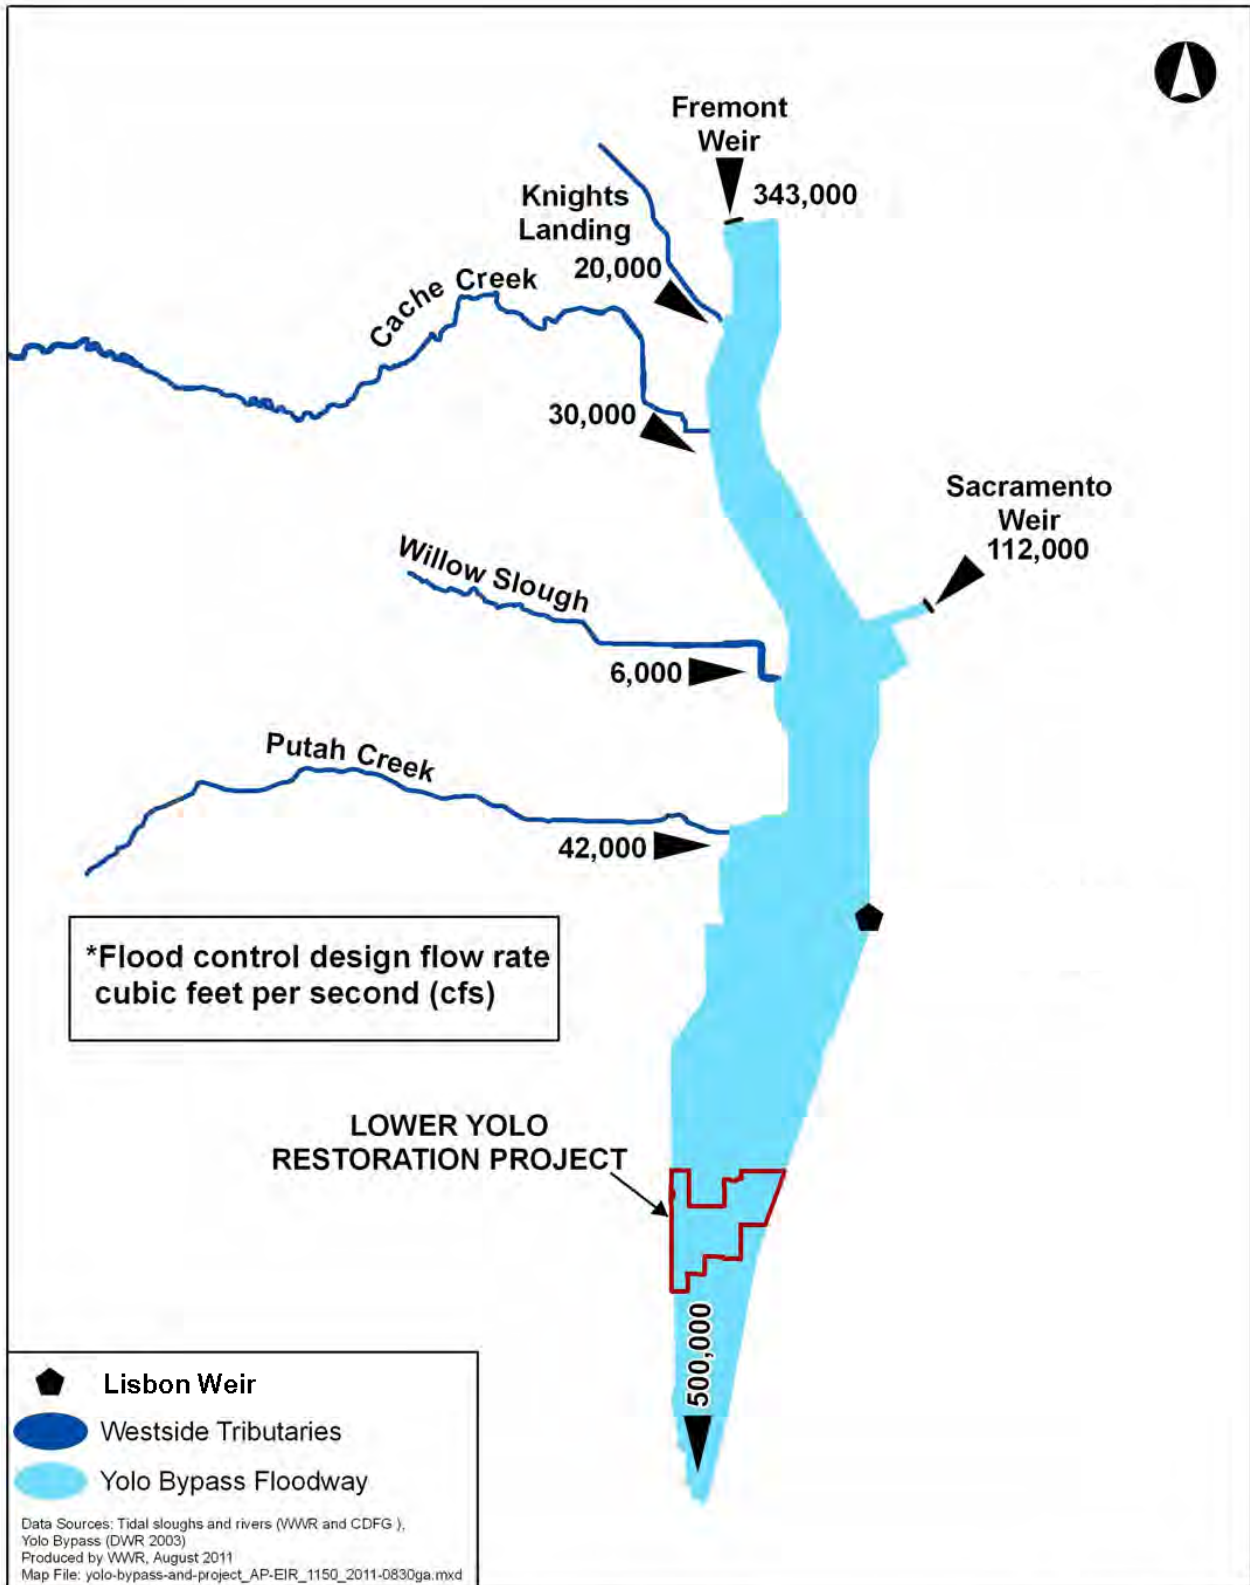 Fremont
Weir
343,000
Knights
Landing
20,000
Cache Creek
30,000
Sacramento
Weir
112,000
Willow Slough
6,000
Putah Creek
42,000
*Flood control design flow rate
cubic feet per second (cfs)
LOWER YOLO
RESTORATION PROJECT
500,000
Lisbon Weir
Westside Tributaries
Yolo Bypass Floodway
Data Sources: Tidal sloughs and rivers (WWR and CDFG ),
Yolo Bypass (DWR 2003)
Produced by WWR, August 2011
Map File: yolo-bypass-and-project_AP-EIR_1150_2011-0830ga.mxd